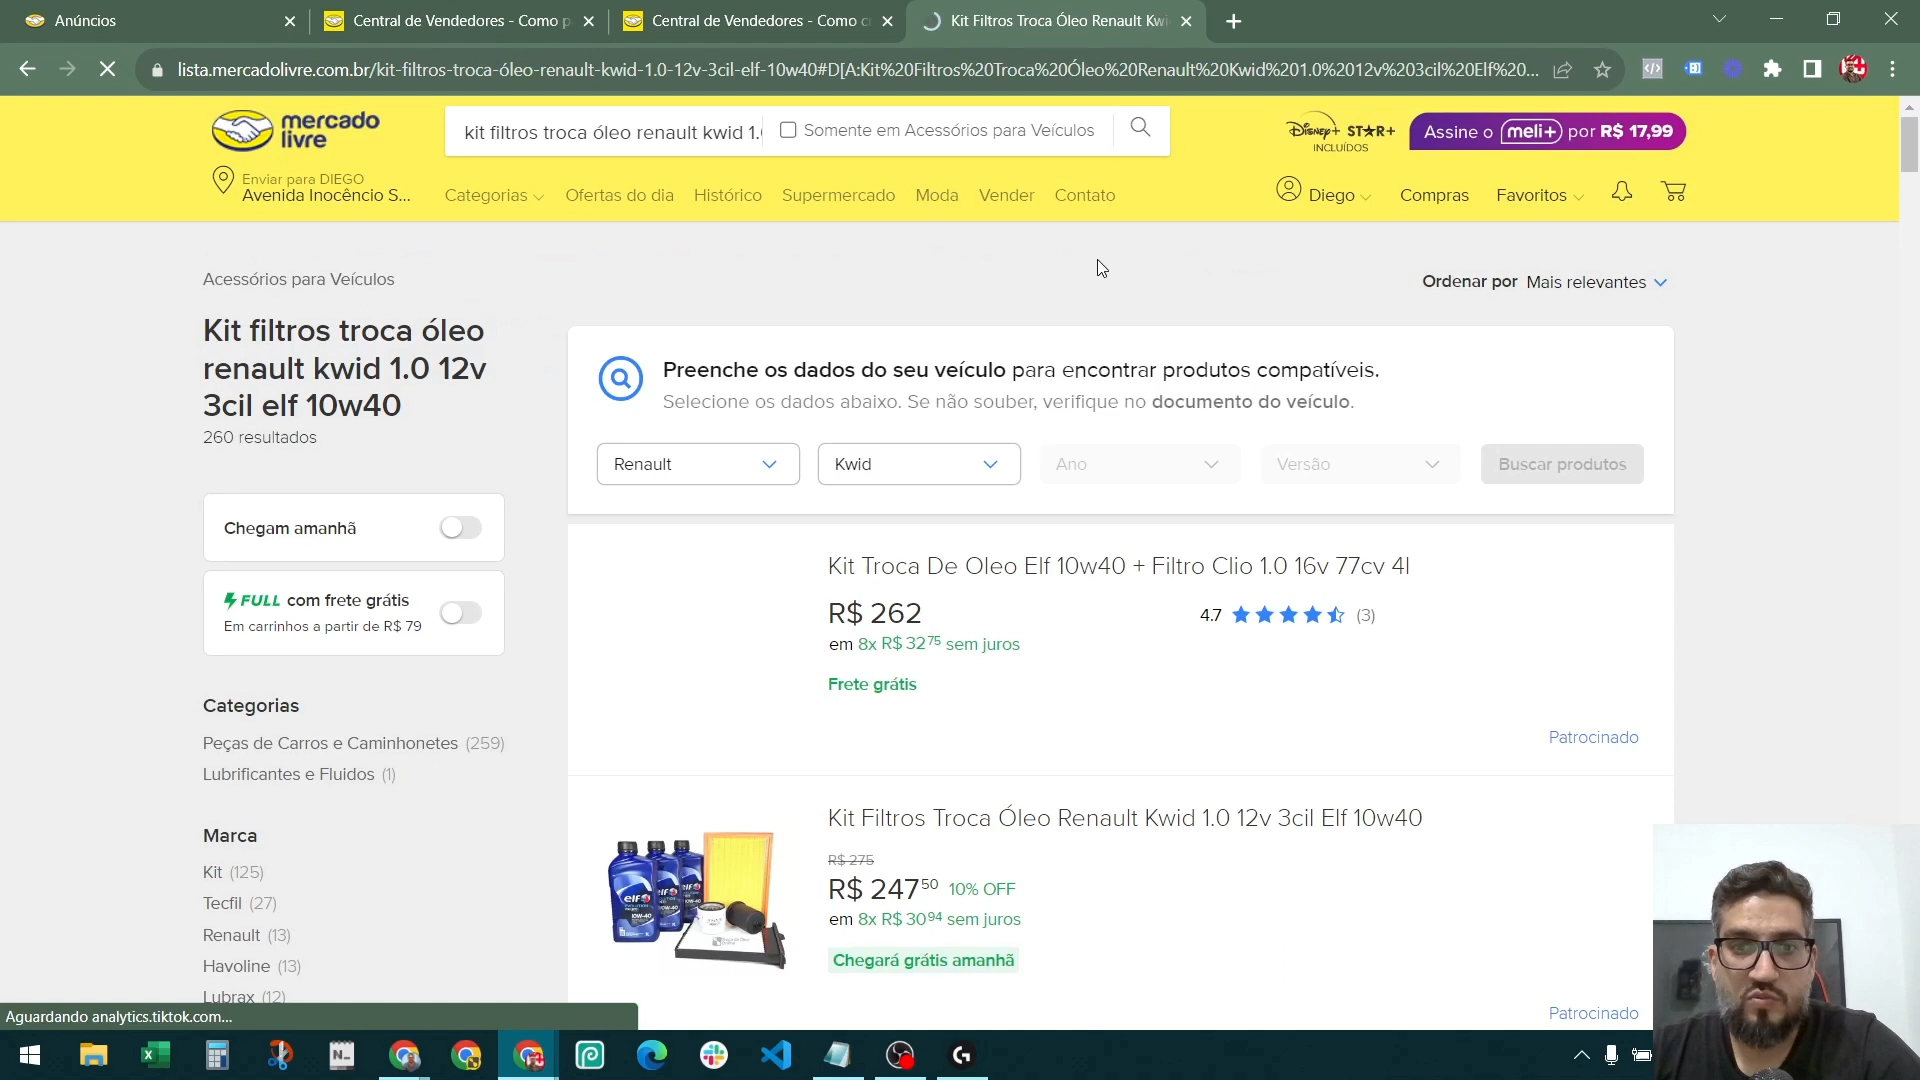 Anúncios
Central de Vendedores - Como p
Central de Vendedores - Como c
Kit Filtros Troca Óleo Renault Kwi
lista.mercadolivre.com.br/kit-filtros-troca-óleo-renault-kwid-1.0-12v-3cil-elf-10w40#D[A:Kit%20Filtros%20Troca%20Óleo%20Renault%20Kwid%201.0%2012v%203cil%20Elf%20...
mercado livre
kit filtros troca óleo renault kwid 1.(
Somente em Acessórios para Veículos
Disney+ STAR+
INCLUÍDOS
Assine o meli+ por R$ 17,99
Enviar para DIEGO
Avenida Inocêncio S...
Categorias
Ofertas do dia
Histórico
Supermercado
Moda
Vender
Contato
Diego
Compras
Favoritos
Acessórios para Veículos
Ordenar por Mais relevantes
Kit filtros troca óleo
renault kwid 1.0 12v
3cil elf 10w40
260 resultados
Preenche os dados do seu veículo para encontrar produtos compatíveis.
Selecione os dados abaixo. Se não souber, verifique no documento do veículo.
Renault
Kwid
Ano
Versão
Buscar produtos
Chegam amanhã
FULL com frete grátis
Em carrinhos a partir de R$ 79
Categorias
Peças de Carros e Caminhonetes (259)
Lubrificantes e Fluidos (1)
Marca
Kit (125)
Tecfil (27)
Renault (13)
Havoline (13)
Lubrax (12)
Kit Troca De Oleo Elf 10w40 + Filtro Clio 1.0 16v 77cv 4l
R$ 262
4.7
(3)
em 8x R$ 32 75 sem juros
Frete grátis
Patrocinado
Kit Filtros Troca Óleo Renault Kwid 1.0 12v 3cil Elf 10w40
R$ 275
R$ 247 50 10% OFF
em 8x R$ 30 94 sem juros
Chegará grátis amanhã
Patrocinado
elf
Aguardando analytics.tiktok.com...